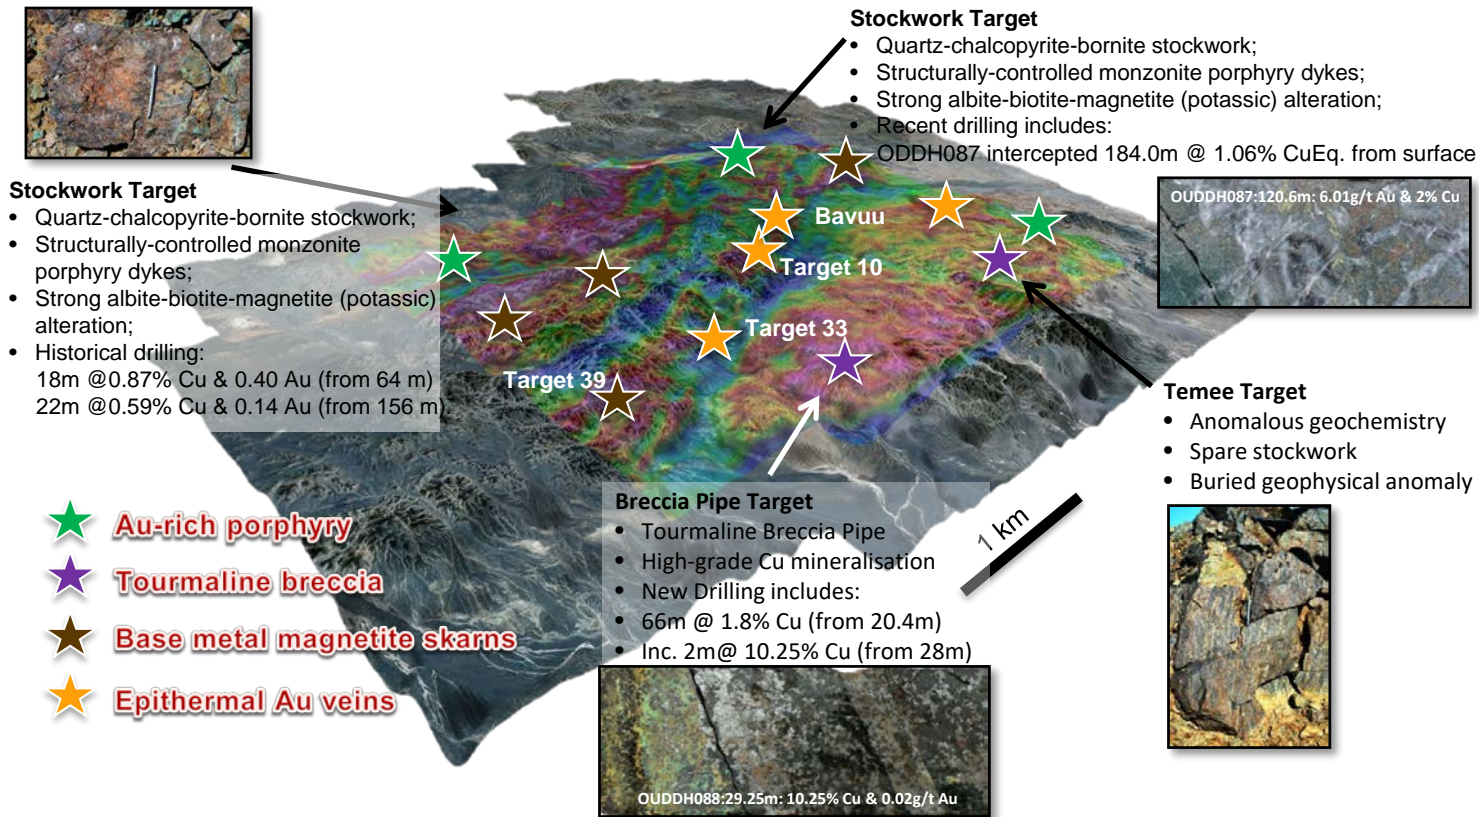 Stockwork Target
• Quartz-chalcopyrite-bornite stockwork;
• Structurally-controlled monzonite porphyry dykes;
• Strong albite-biotite-magnetite (potassic) alteration;
• Recent drilling includes:
ODDH087 intercepted 184.0m @ 1.06% CuEq. from surface
OUDDH087:120.6m: 6.01g/t Au & 2% Cu
Stockwork Target
• Quartz-chalcopyrite-bornite stockwork;
• Structurally-controlled monzonite
porphyry dykes;
• Strong albite-biotite-magnetite (potassic)
alteration;
• Historical drilling:
18m @0.87% Cu & 0.40 Au (from 64 m)
22m @0.59% Cu & 0.14 Au (from 156 m).
Bavuu
Target 10
Target 33
Target 39
Temee Target
• Anomalous geochemistry
• Spare stockwork
• Buried geophysical anomaly
Breccia Pipe Target
• Tourmaline Breccia Pipe
• High-grade Cu mineralisation
• New Drilling includes:
• 66m @ 1.8% Cu (from 20.4m)
• Inc. 2m@ 10.25% Cu (from 28m)
1 km
OUDDH088:29.25m: 10.25% Cu & 0.02g/t Au
Au-rich porphyry
Tourmaline breccia
Base metal magnetite skarns
Epithermal Au veins